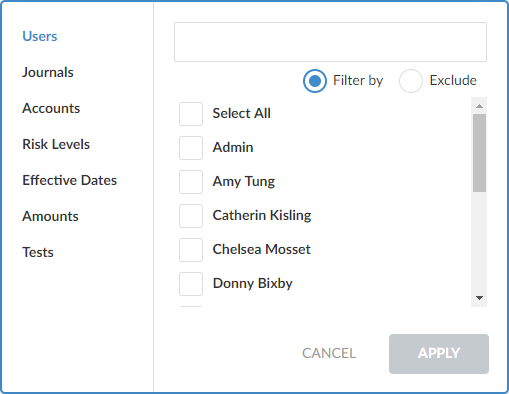 Users
Journals
Accounts
Risk Levels
Effective Dates
Amounts
Tests
Filter by
Exclude
Select All
Admin
Amy Tung
Catherin Kisling
Chelsea Mosset
Donny Bixby
CANCEL
APPLY